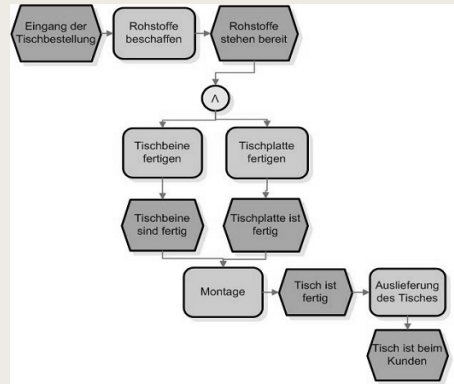 Eingang der
Tischbestellung
Rohstoffe
beschaffen
Rohstoffe
stehen bereit
Λ
Tischbeine
fertigen
Tischplatte
fertigen
Tischbeine
sind fertig
Tischplatte ist
fertig
Montage
Tisch ist
fertig
Auslieferung
des Tisches
Tisch ist beim
Kunden